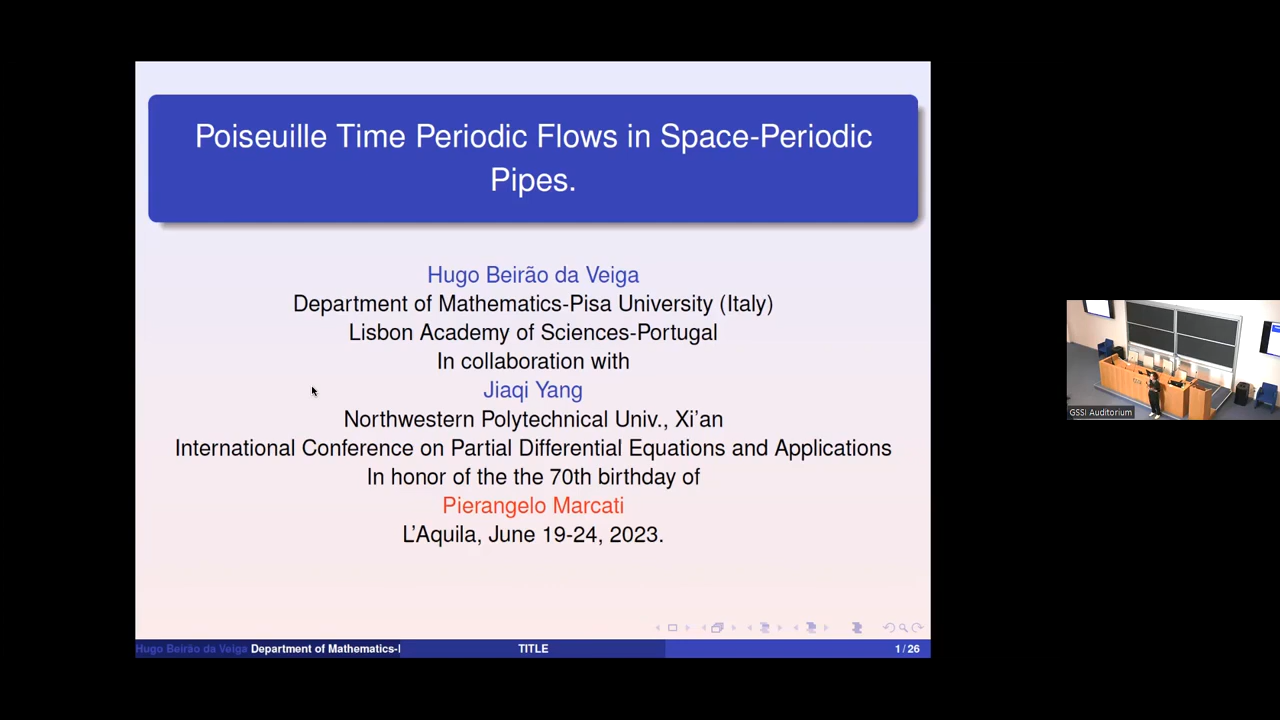 Poiseuille Time Periodic Flows in Space-Periodic
Pipes.
Hugo Beirão da Veiga
Department of Mathematics-Pisa University (Italy)
Lisbon Academy of Sciences-Portugal
In collaboration with
Jiaqi Yang
Northwestern Polytechnical Univ., Xi'an
International Conference on Partial Differential Equations and Applications
In honor of the the 70th birthday of
Pierangelo Marcati
L'Aquila, June 19-24, 2023.
Hugo Beirão da Veiga Department of Mathematics-I TITLE 1 / 26
GSSI Auditorium